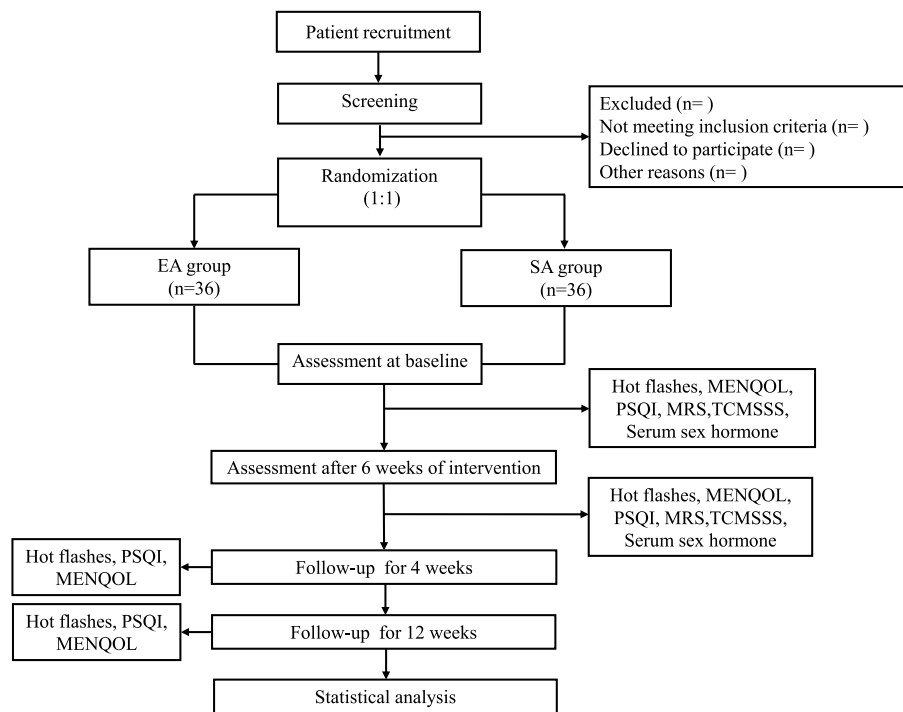 Patient recruitment
Screening
Excluded (n= )
Not meeting inclusion criteria (n= )
Declined to participate (n= )
Other reasons (n= )
Randomization
(1:1)
EA group
(n=36)
SA group
(n=36)
Assessment at baseline
Hot flashes, MENQOL,
PSQI, MRS,TCMSSS,
Serum sex hormone
Assessment after 6 weeks of intervention
Hot flashes, MENQOL,
PSQI, MRS,TCMSSS,
Serum sex hormone
Hot flashes, PSQI,
MENQOL
Follow-up for 4 weeks
Hot flashes, PSQI,
MENQOL
Follow-up for 12 weeks
Statistical analysis